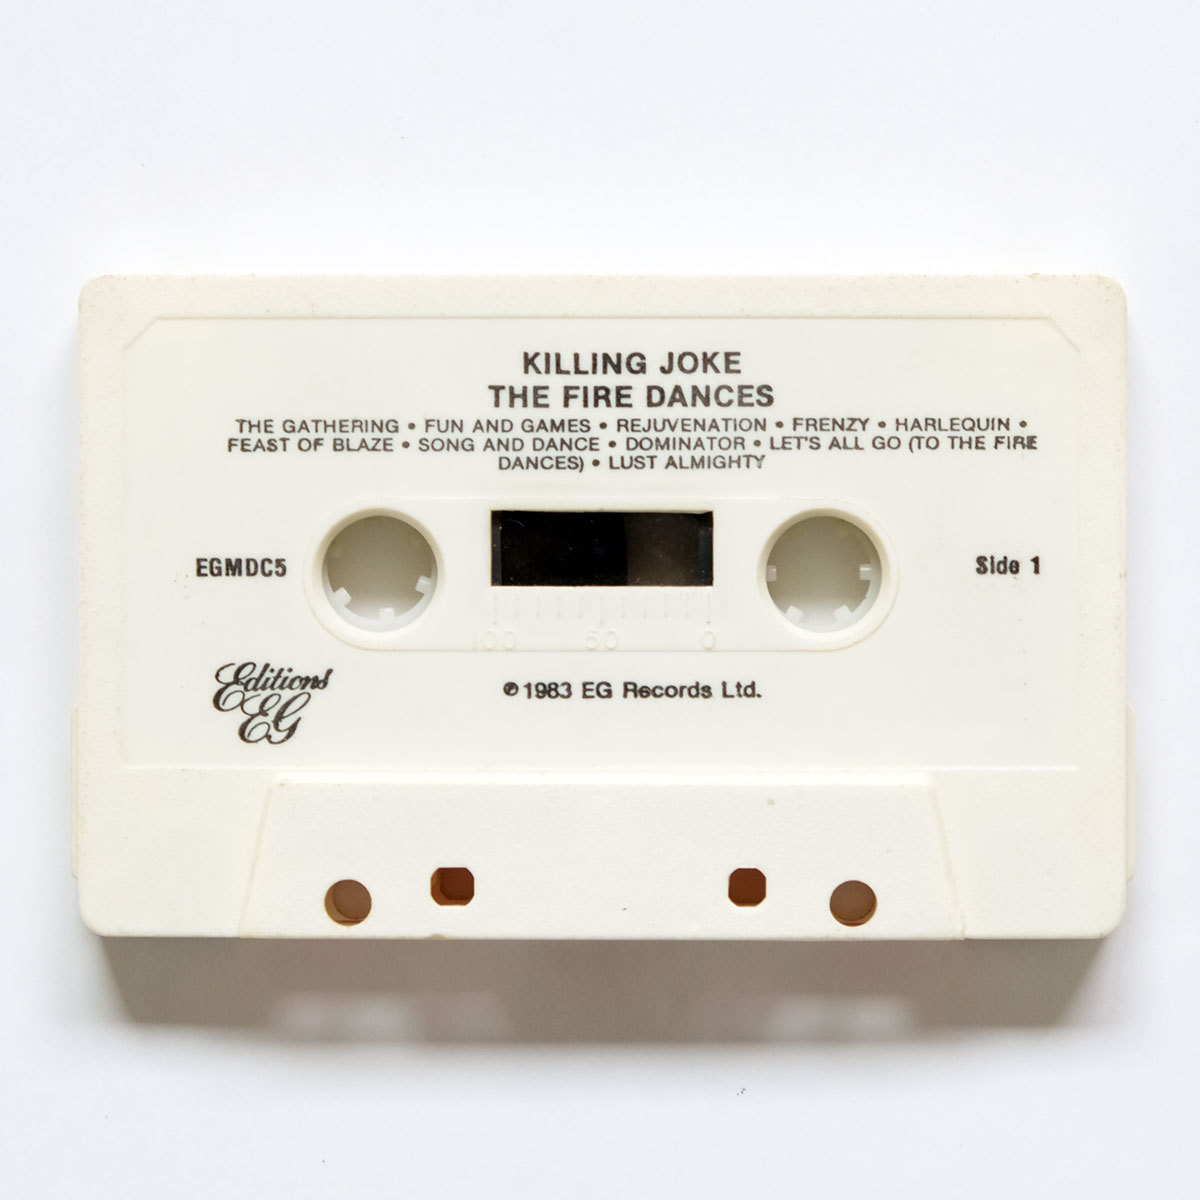 KILLING JOKE
THE FIRE DANCES
THE GATHERING • FUN AND GAMES • REJUVENATION • FRENZY • HARLEQUIN •
FEAST OF BLAZE • SONG AND DANCE • DOMINATOR • LET'S ALL GO (TO THE FIRE
DANCES) • LUST ALMIGHTY
EGMDC5
Side 1
100 50 0
Editions
EG
℗ 1983 EG Records Ltd.